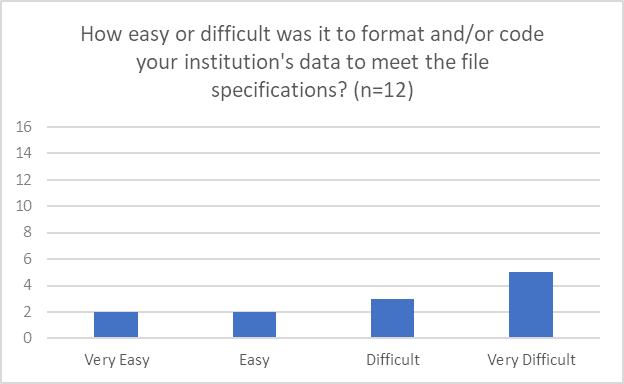 How easy or difficult was it to format and/or code
your institution's data to meet the file
specifications? (n=12)
16
14
12
10
8
6
4
2
0
Very Easy
Easy
Difficult
Very Difficult